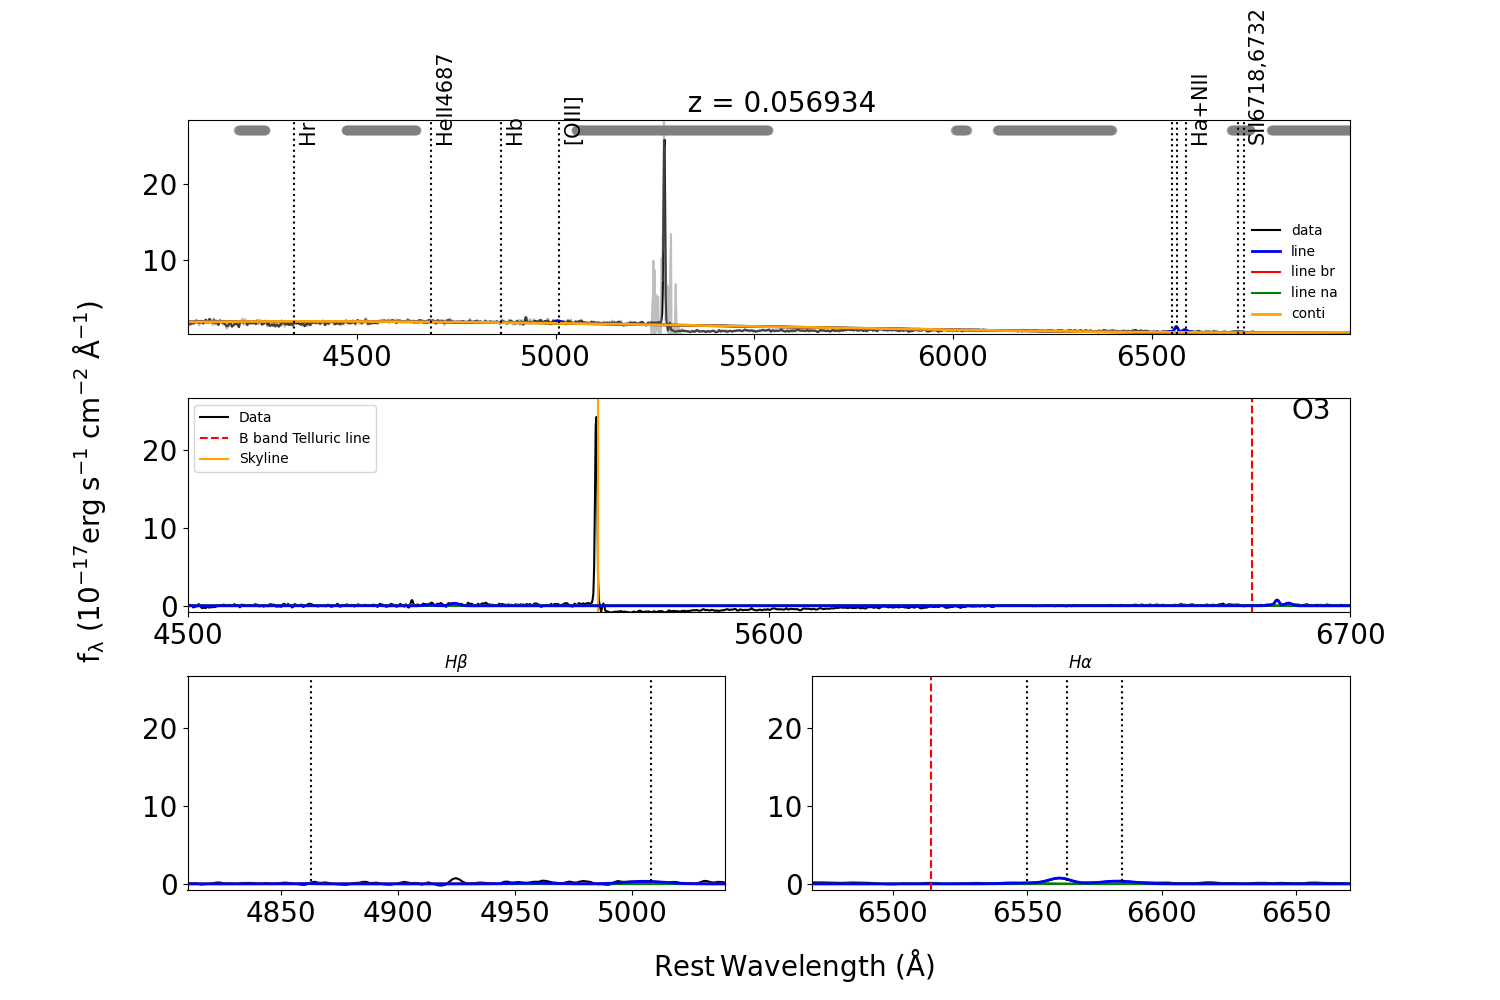 z = 0.056934
Hr
HeII4687
Hb
[OIII]
Ha+NII
SII6718,6732
20
10
data
line
line br
line na
conti
4500
5000
5500
6000
6500
f_λ (10⁻¹⁷erg s⁻¹ cm⁻² Å⁻¹)
O3
Data
B band Telluric line
Skyline
20
10
0
4500
5600
6700
Hβ
20
10
0
4850
4900
4950
5000
Hα
20
10
0
6500
6550
6600
6650
Rest Wavelength (Å)